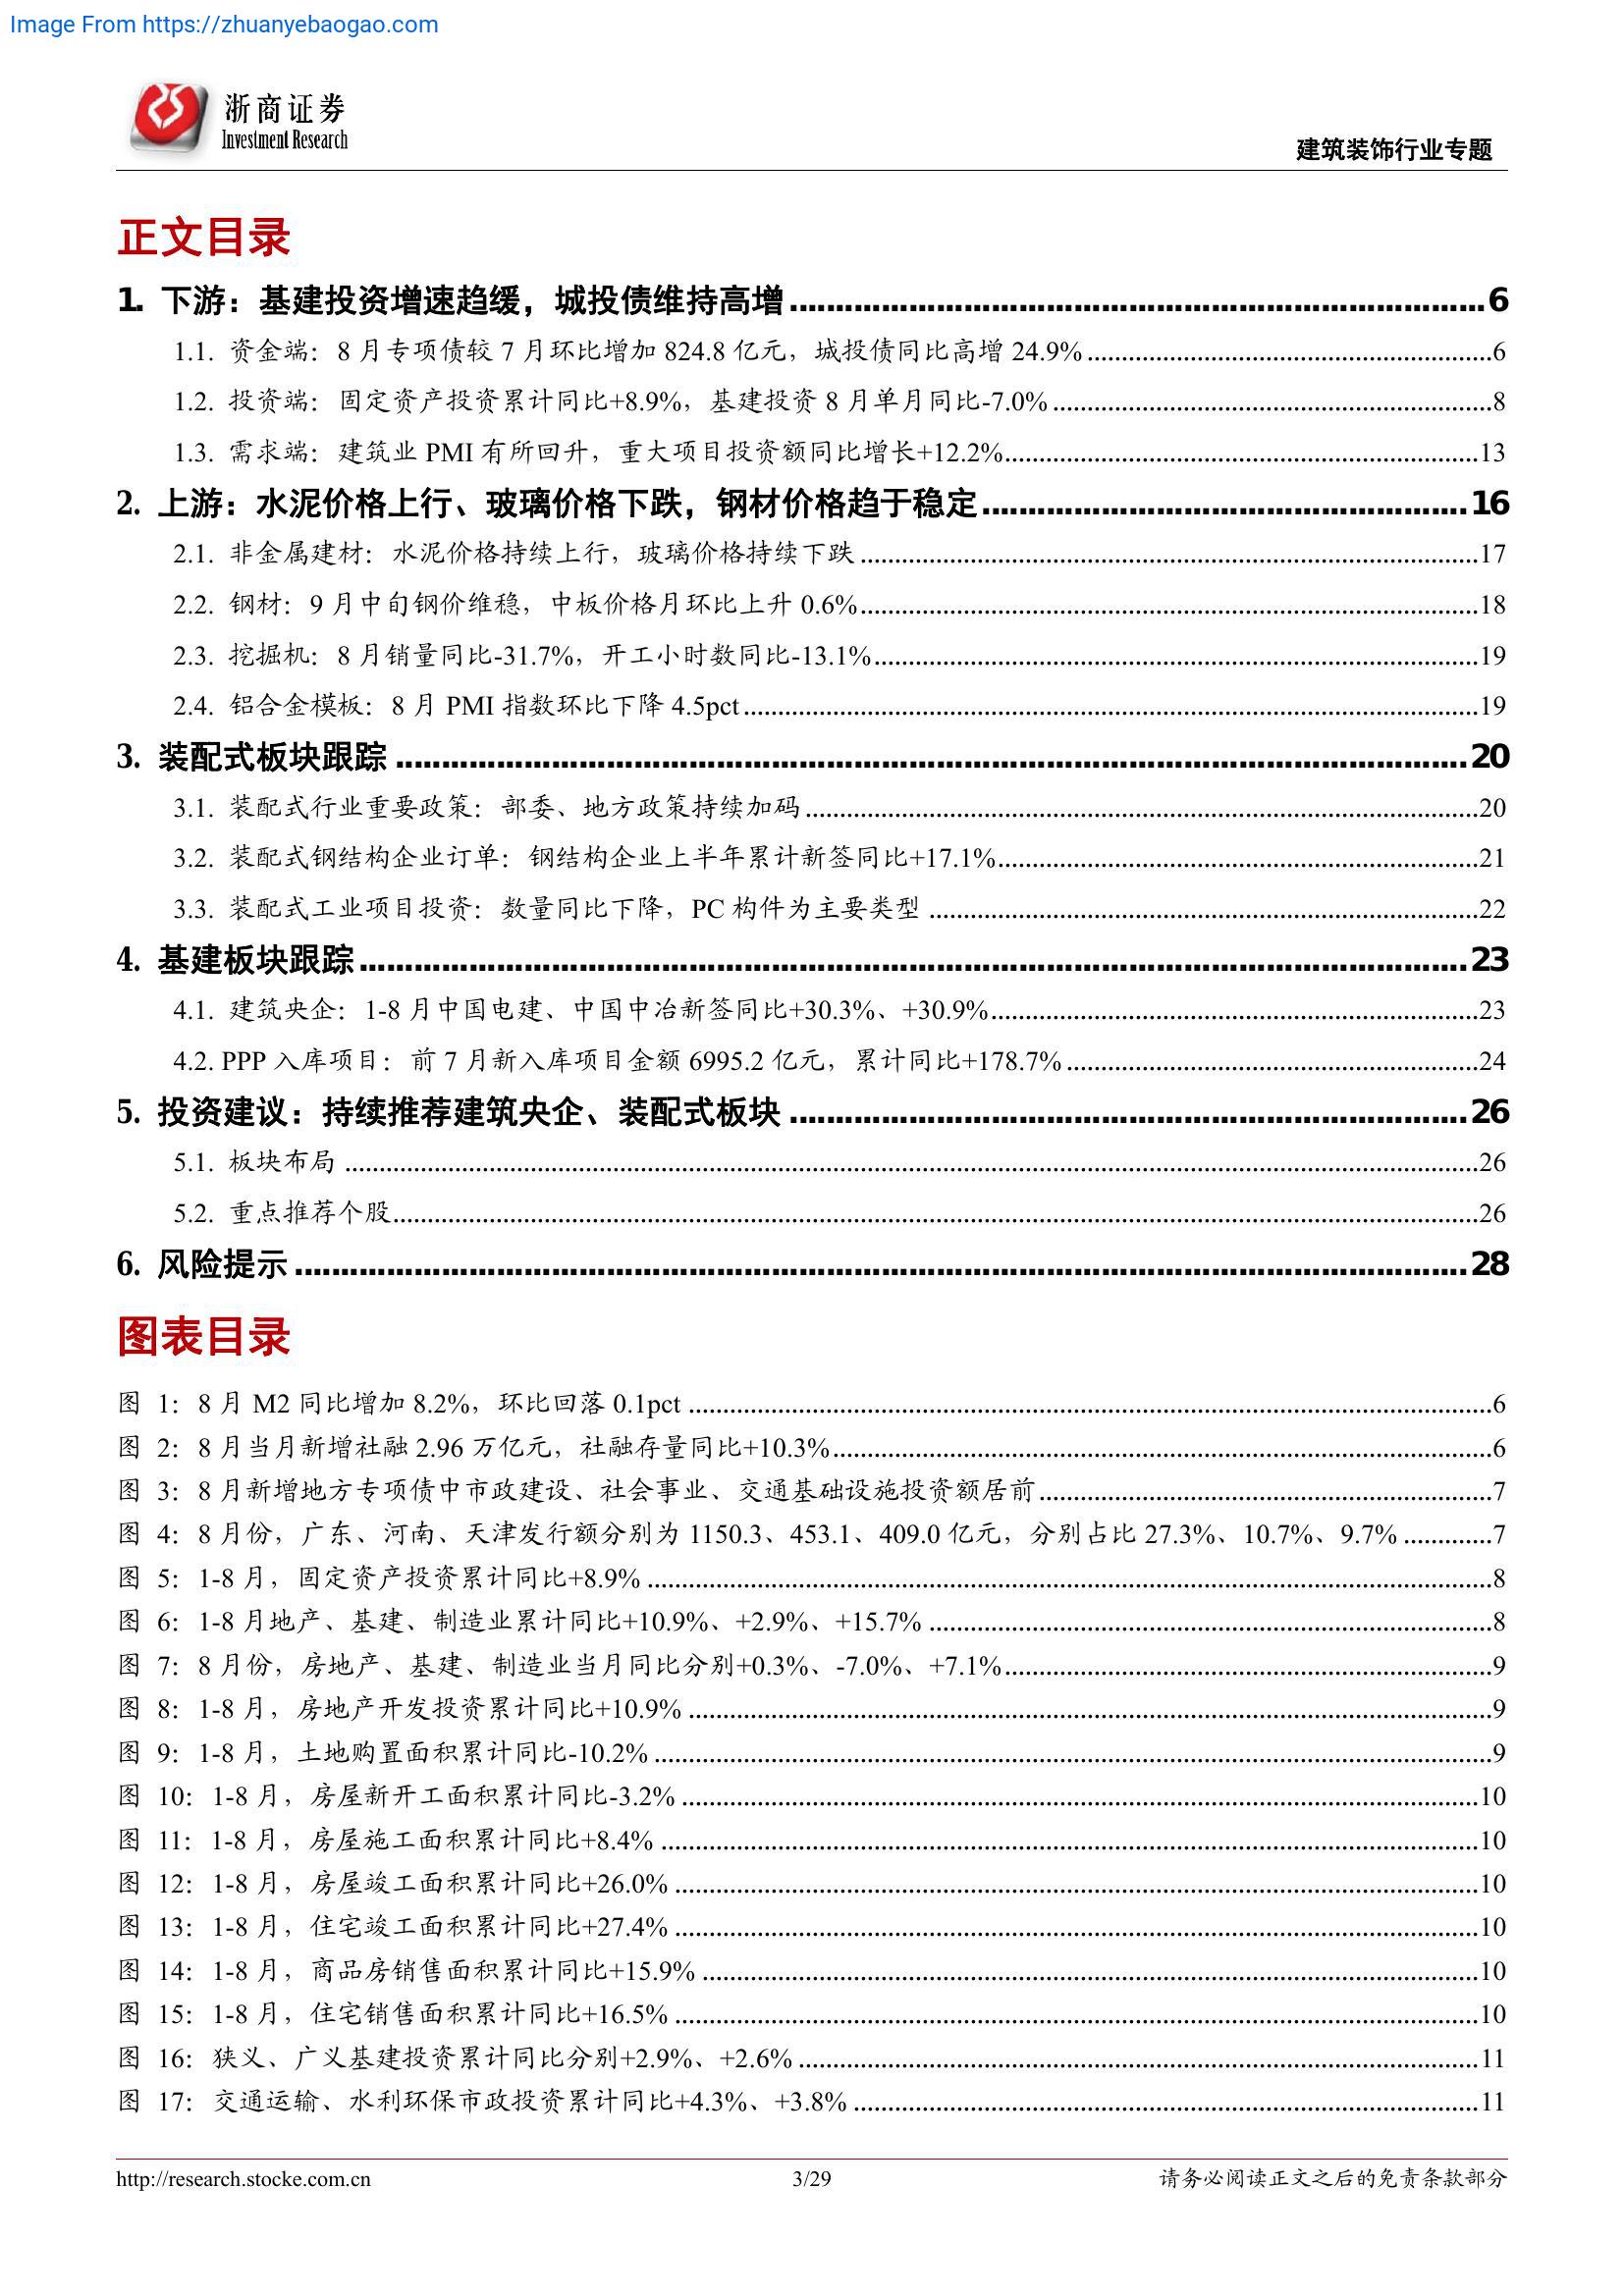 Image From https://zhuanyebaogao.com
浙商证券
Investment Research
建筑装饰行业专题
正文目录
1. 下游：基建投资增速趋缓，城投债维持高增......6
1.1. 资金端：8 月专项债较 7 月环比增加 824.8 亿元，城投债同比高增 24.9%......6
1.2. 投资端：固定资产投资累计同比+8.9%，基建投资 8 月单月同比-7.0%......8
1.3. 需求端：建筑业 PMI 有所回升，重大项目投资额同比增长+12.2%......13
2. 上游：水泥价格上行、玻璃价格下跌，钢材价格趋于稳定......16
2.1. 非金属建材：水泥价格持续上行，玻璃价格持续下跌......17
2.2. 钢材：9 月中旬钢价维稳，中板价格月环比上升 0.6%......18
2.3. 挖掘机：8 月销量同比-31.7%，开工小时数同比-13.1%......19
2.4. 铝合金模板：8 月 PMI 指数环比下降 4.5pct......19
3. 装配式板块跟踪......20
3.1. 装配式行业重要政策：部委、地方政策持续加码......20
3.2. 装配式钢结构企业订单：钢结构企业上半年累计新签同比+17.1%......21
3.3. 装配式工业项目投资：数量同比下降，PC 构件为主要类型......22
4. 基建板块跟踪......23
4.1. 建筑央企：1-8 月中国电建、中国中冶新签同比+30.3%、+30.9%......23
4.2. PPP 入库项目：前 7 月新入库项目金额 6995.2 亿元，累计同比+178.7%......24
5. 投资建议：持续推荐建筑央企、装配式板块......26
5.1. 板块布局......26
5.2. 重点推荐个股......26
6. 风险提示......28
图表目录
图 1：8 月 M2 同比增加 8.2%，环比回落 0.1pct......6
图 2：8 月当月新增社融 2.96 万亿元，社融存量同比+10.3%......6
图 3：8 月新增地方专项债中市政建设、社会事业、交通基础设施投资额居前......7
图 4：8 月份，广东、河南、天津发行额分别为 1150.3、453.1、409.0 亿元，分别占比 27.3%、10.7%、9.7%......7
图 5：1-8 月，固定资产投资累计同比+8.9%......8
图 6：1-8 月地产、基建、制造业累计同比+10.9%、+2.9%、+15.7%......8
图 7：8 月份，房地产、基建、制造业当月同比分别+0.3%、-7.0%、+7.1%......9
图 8：1-8 月，房地产开发投资累计同比+10.9%......9
图 9：1-8 月，土地购置面积累计同比-10.2%......9
图 10：1-8 月，房屋新开工面积累计同比-3.2%......10
图 11：1-8 月，房屋施工面积累计同比+8.4%......10
图 12：1-8 月，房屋竣工面积累计同比+26.0%......10
图 13：1-8 月，住宅竣工面积累计同比+27.4%......10
图 14：1-8 月，商品房销售面积累计同比+15.9%......10
图 15：1-8 月，住宅销售面积累计同比+16.5%......10
图 16：狭义、广义基建投资累计同比分别+2.9%、+2.6%......11
图 17：交通运输、水利环保市政投资累计同比+4.3%、+3.8%......11
http://research.stocke.com.cn
3/29
请务必阅读正文之后的免责条款部分